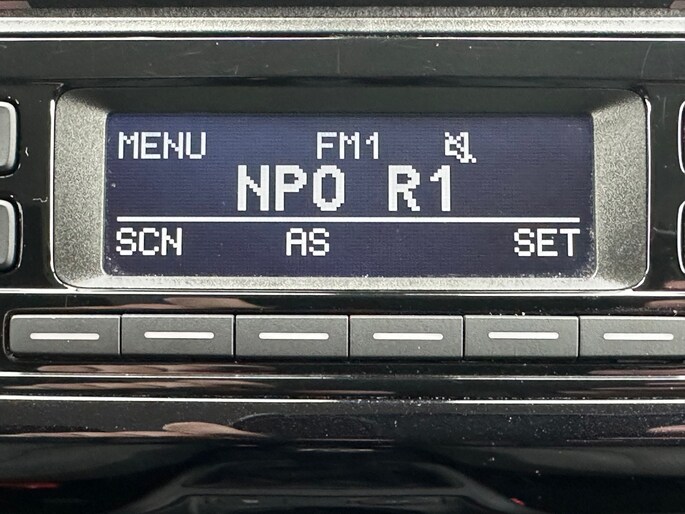 MENU FM1
NPO R1
SCN AS SET